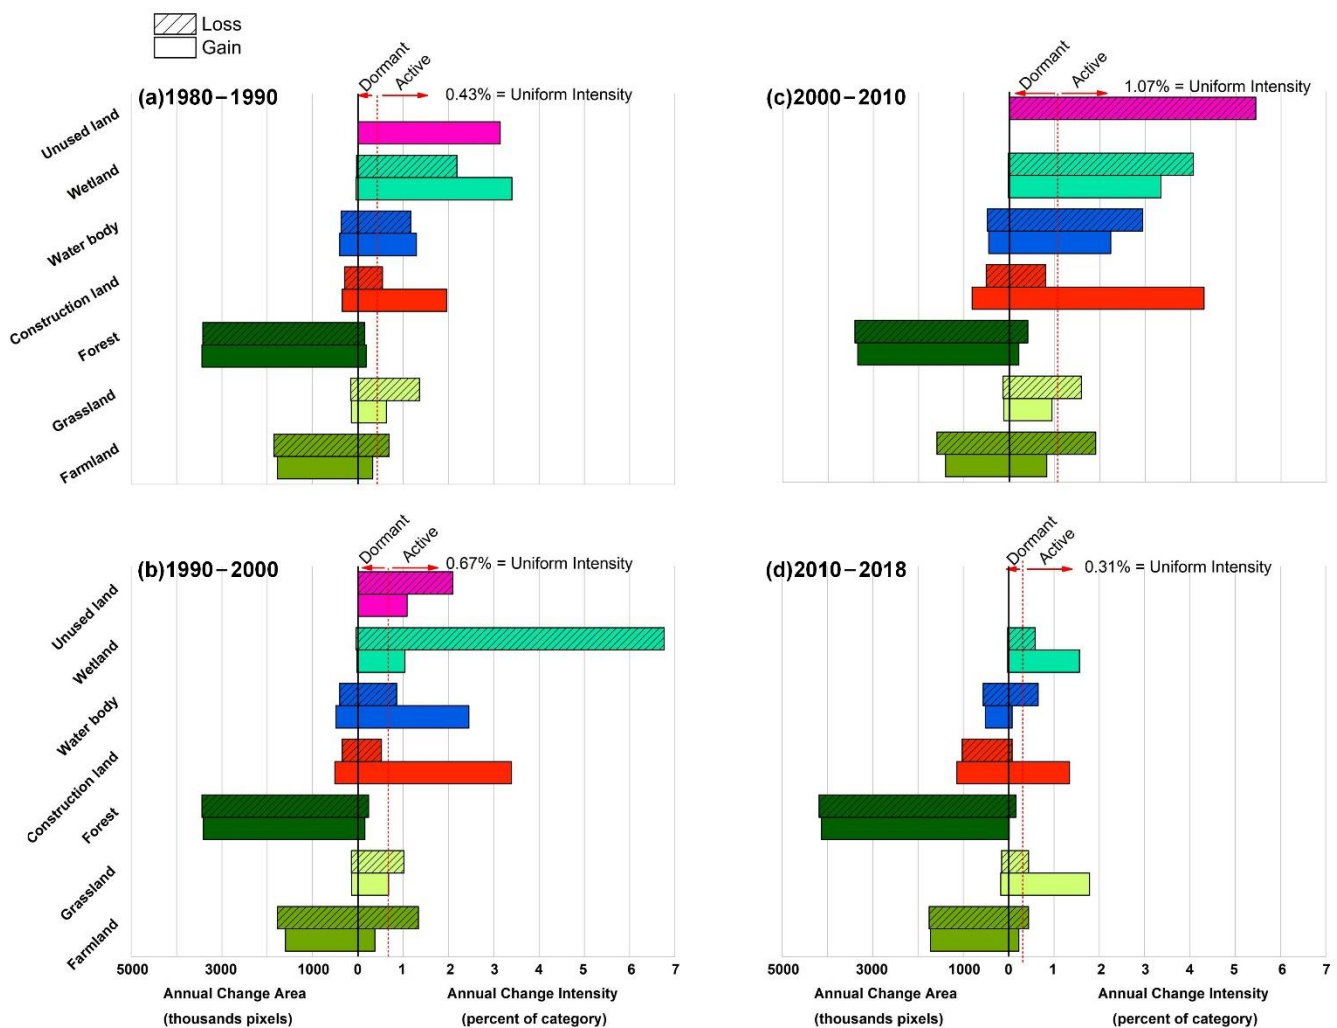 Loss
Gain
Dormant
Active
(a)1980–1990
0.43% = Uniform Intensity
Unused land
Wetland
Water body
Construction land
Forest
Grassland
Farmland
Dormant
Active
(c)2000–2010
1.07% = Uniform Intensity
Dormant
Active
(b)1990–2000
0.67% = Uniform Intensity
Unused land
Wetland
Water body
Construction land
Forest
Grassland
Farmland
5000 3000 1000 0 1 2 4 6 7
Annual Change Area Annual Change Intensity
(thousands pixels) (percent of category)
Dormant
Active
(d)2010–2018
0.31% = Uniform Intensity
5000 3000 1000 0 1 2 4 6 7
Annual Change Area Annual Change Intensity
(thousands pixels) (percent of category)